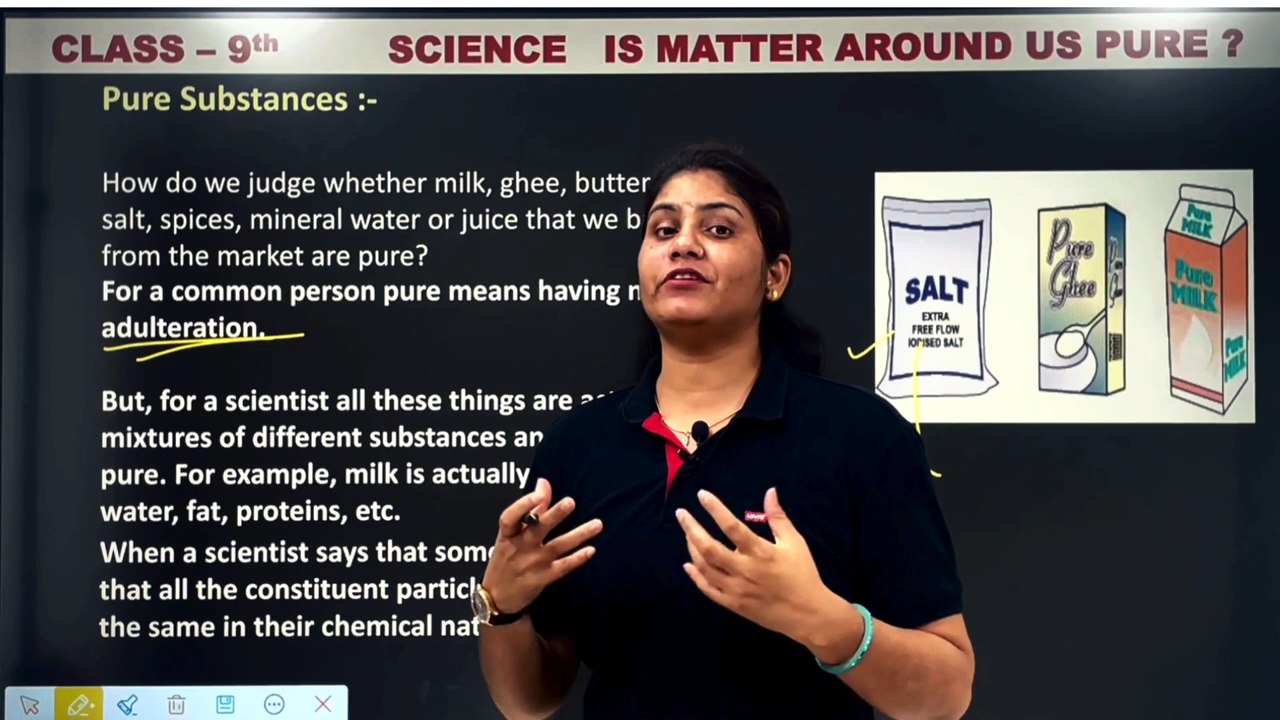 CLASS – 9th SCIENCE IS MATTER AROUND US PURE ?
Pure Substances :-
How do we judge whether milk, ghee, butter
salt, spices, mineral water or juice that we b
from the market are pure?
For a common person pure means having n
adulteration.
But, for a scientist all these things are
mixtures of different substances an
pure. For example, milk is actually
water, fat, proteins, etc.
When a scientist says that som
that all the constituent partic
the same in their chemical nat
SALT
EXTRA
FREE FLOW
IODISED SALT
Pure
Ghee
Pure
MILK
Pure
MILK
Pure
MILK
Levi's